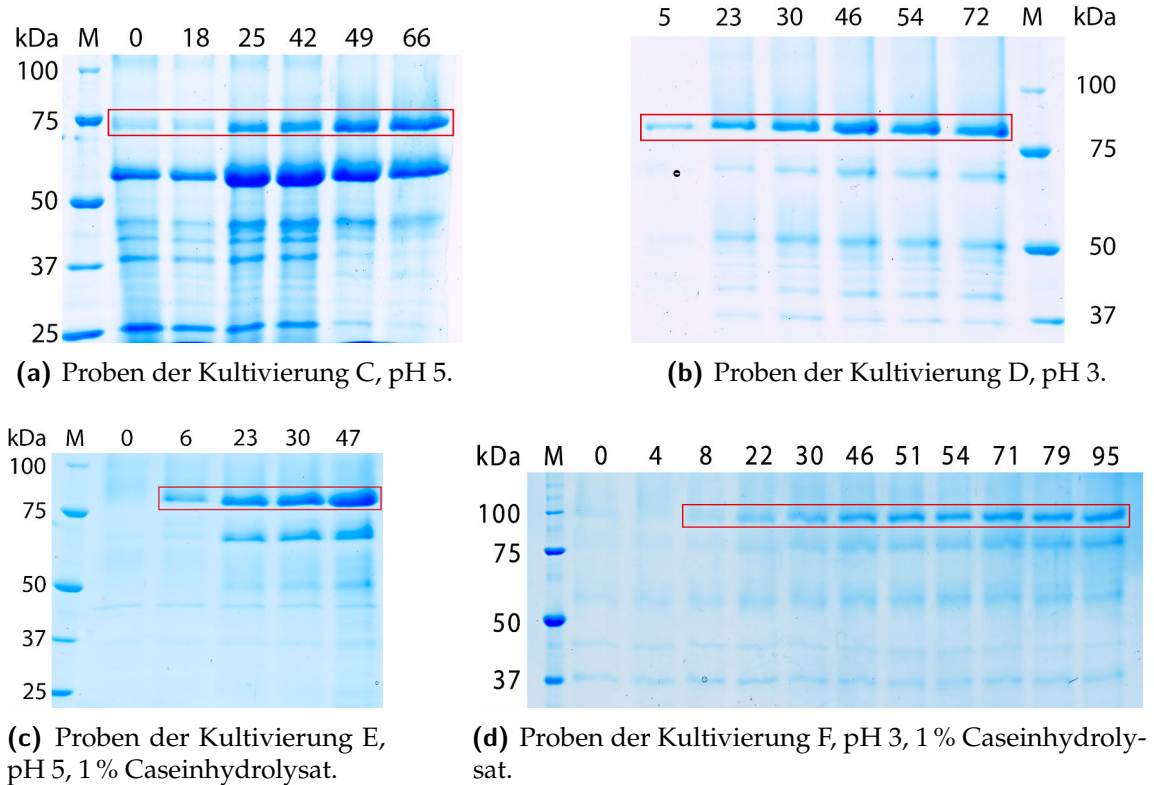 kDa M 0 18 25 42 49 66
100
75
50
37
25
(a) Proben der Kultivierung C, pH 5.
5 23 30 46 54 72 M kDa
100
75
50
37
(b) Proben der Kultivierung D, pH 3.
kDa M 0 6 23 30 47
100
75
50
37
25
(c) Proben der Kultivierung E,
pH 5, 1 % Caseinhydrolysat.
kDa M 0 4 8 22 30 46 51 54 71 79 95
100
75
50
37
(d) Proben der Kultivierung F, pH 3, 1 % Caseinhydroly-
sat.